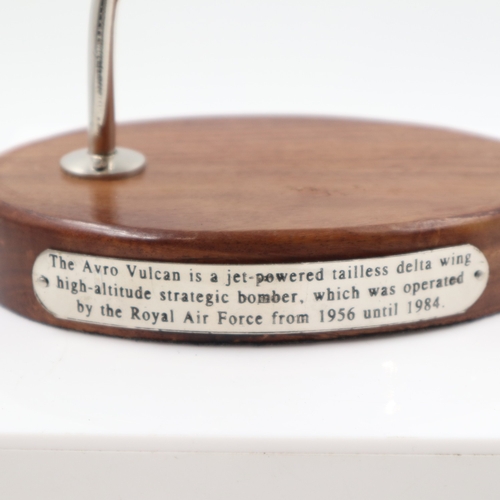 The Avro Vulcan is a jet-powered tailless delta wing
high-altitude strategic bomber, which was operated
by the Royal Air Force from 1956 until 1984.